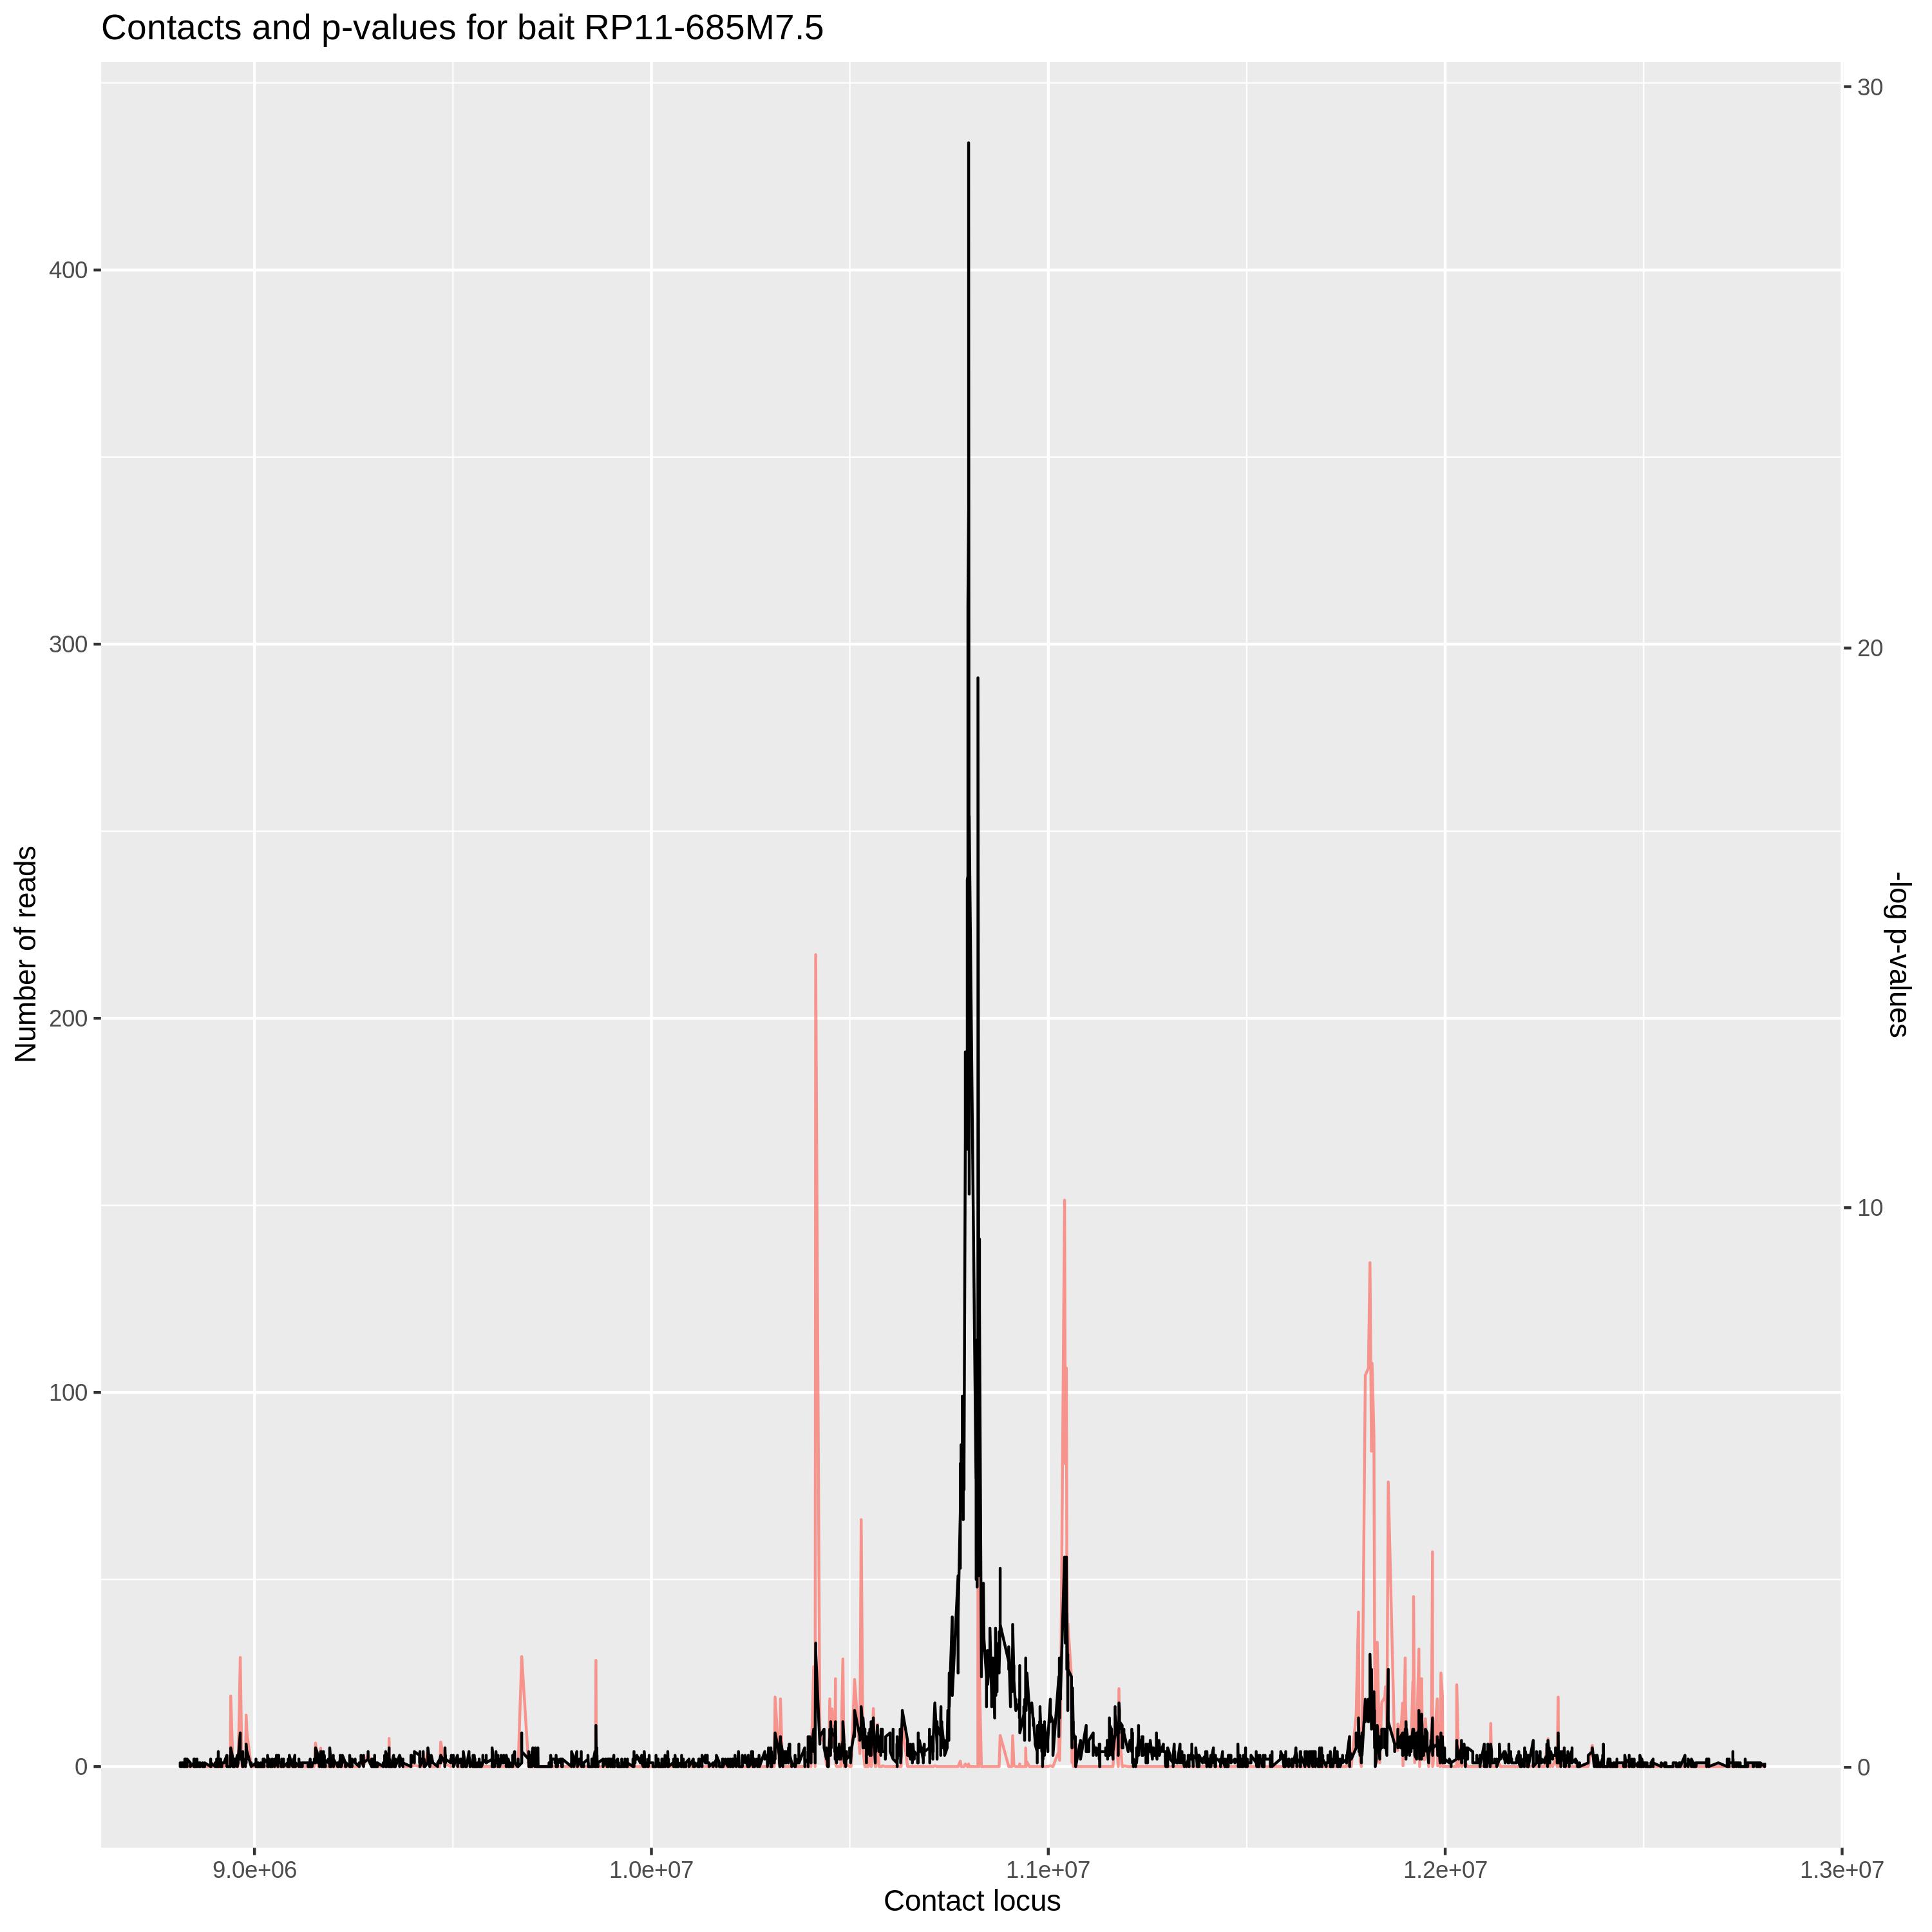 Contacts and p-values for bait RP11-685M7.5
Number of reads
400
300
200
100
0
30
20
10
0
-log p-values
9.0e+06
1.0e+07
1.1e+07
1.2e+07
1.3e+07
Contact locus